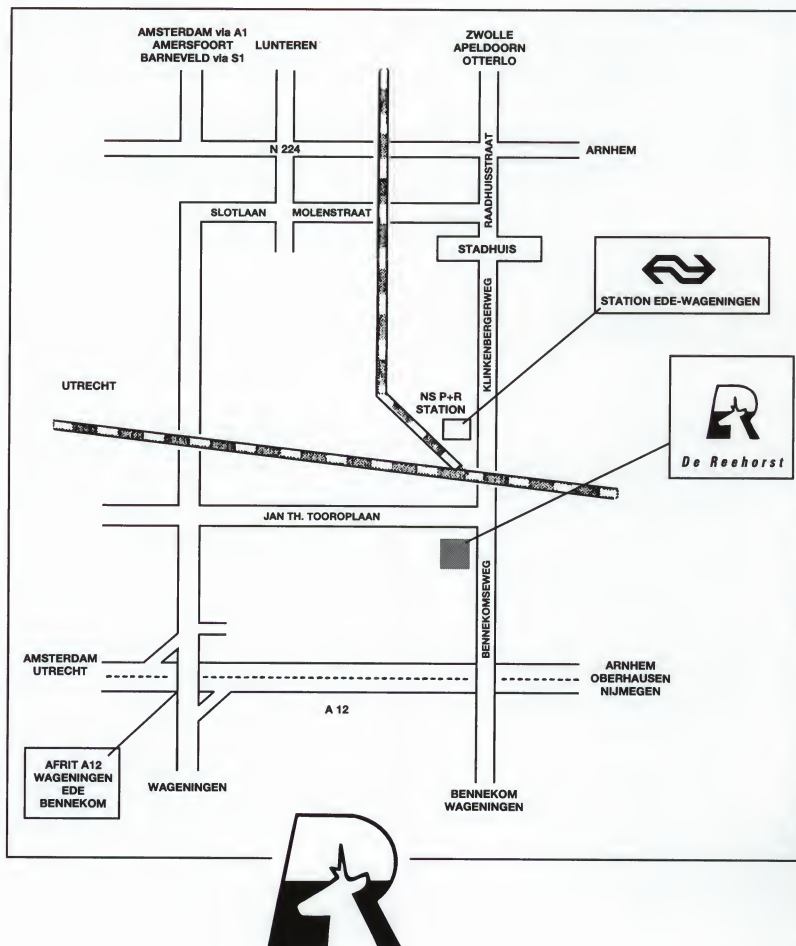 AMSTERDAM via A1
AMERSFOORT
BARNEVELD via S1
LUNTEREN
ZWOLLE
APELDOORN
OTTERLO
N 224
RAADHUISSTRAAT
ARNHEM
SLOTLAAN
MOLENSTRAAT
STADHUIS
STATION EDE-WAGENINGEN
KLINKENBERGERWEG
UTRECHT
NS P+R
STATION
R
De Reehorst
JAN TH. TOOROPLAAN
BENNEKOMSEWEG
AMSTERDAM
UTRECHT
ARNHEM
OBERHAUSEN
NIJMEGEN
A 12
AFRIT A12
WAGENINGEN
EDE
BENNEKOM
WAGENINGEN
BENNEKOM
WAGENINGEN
R